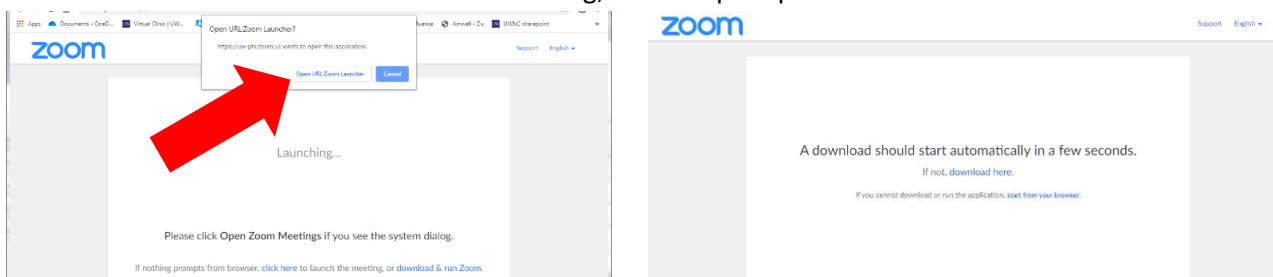 Apps Documents - OneD... Virtual Clinic | UW... Amwell - Zix UWNC sharepoint »
Open URL:Zoom Launcher?
https://uw-phi.zoom.us wants to open this application.
Open URL:Zoom Launcher Cancel
zoom Support English
Launching...
Please click Open Zoom Meetings if you see the system dialog.
If nothing prompts from browser, click here to launch the meeting, or download & run Zoom.
zoom Support English
A download should start automatically in a few seconds.
If not, download here.
If you cannot download or run the application, start from your browser.